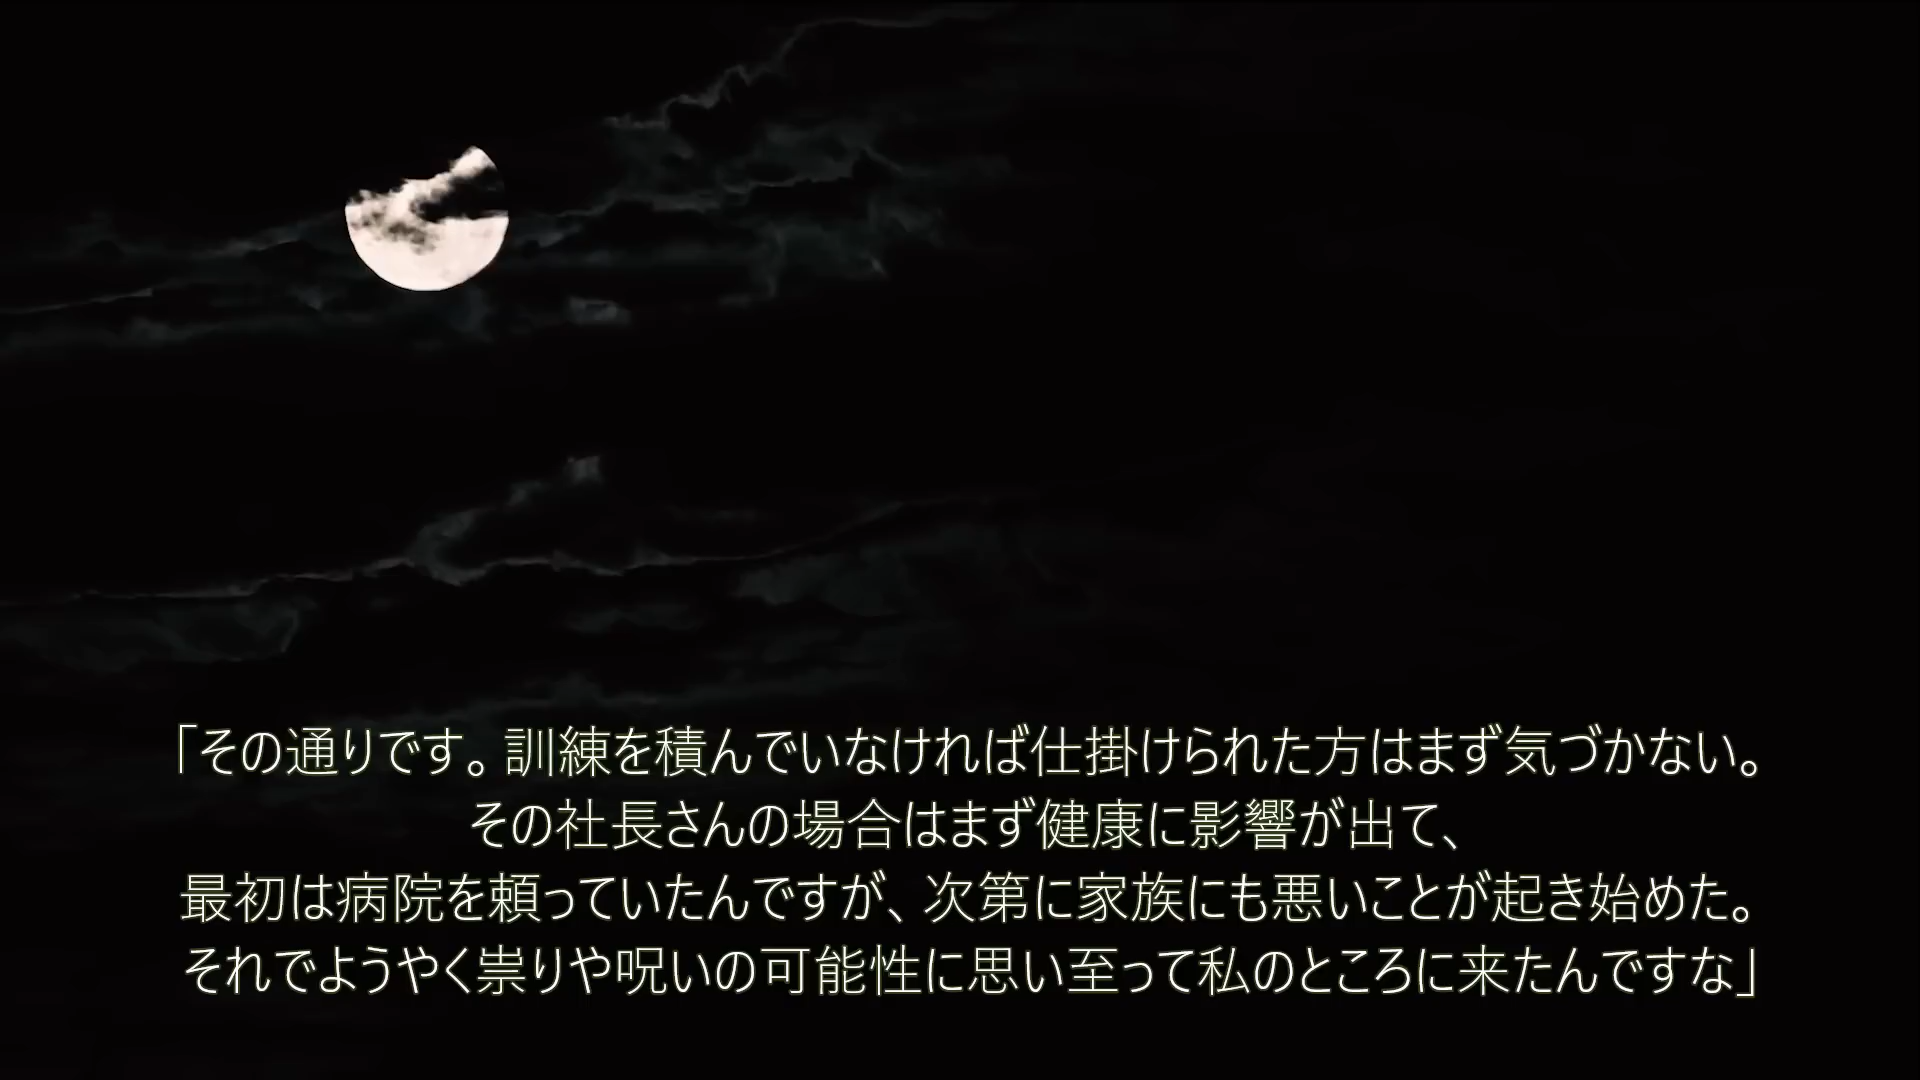 「その通りです。訓練を積んでいなければ仕掛けられた方はまず気づかない。
その社長さんの場合はまず健康に影響が出て、
最初は病院を頼っていたんですが、次第に家族にも悪いことが起き始めた。
それでようやく祟りや呪いの可能性に思い至って私のところに来たんですな」